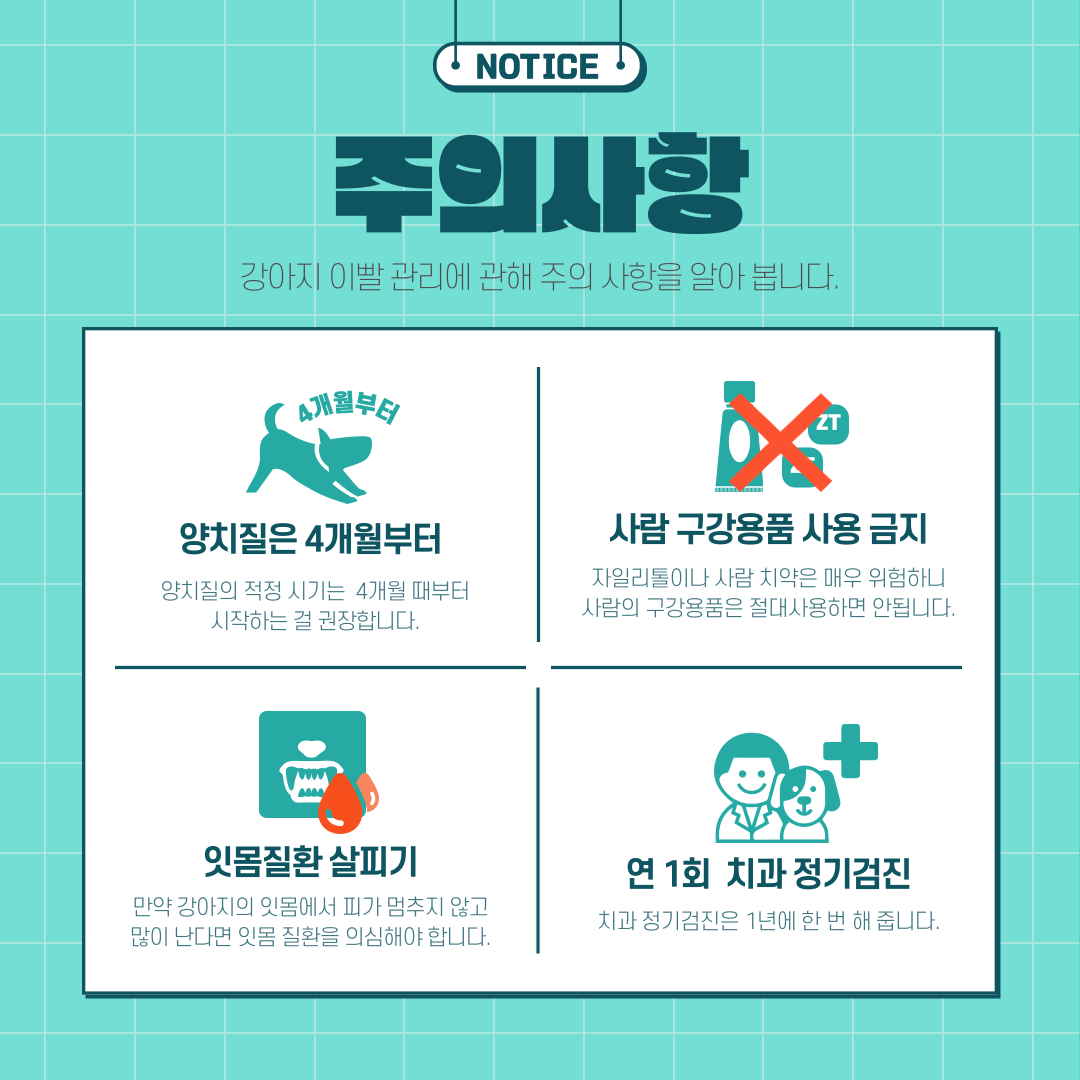 NOTICE
주의사항
강아지 이빨 관리에 관해 주의 사항을 알아 봅니다.
4개월부터
양치질은 4개월부터
양치질의 적정 시기는 4개월 때부터
시작하는 걸 권장합니다.
ZT
사람 구강용품 사용 금지
자일리톨이나 사람 치약은 매우 위험하니
사람의 구강용품은 절대사용하면 안됩니다.
잇몸질환 살피기
만약 강아지의 잇몸에서 피가 멈추지 않고
많이 난다면 잇몸 질환을 의심해야 합니다.
연 1회 치과 정기검진
치과 정기검진은 1년에 한 번 해 줍니다.